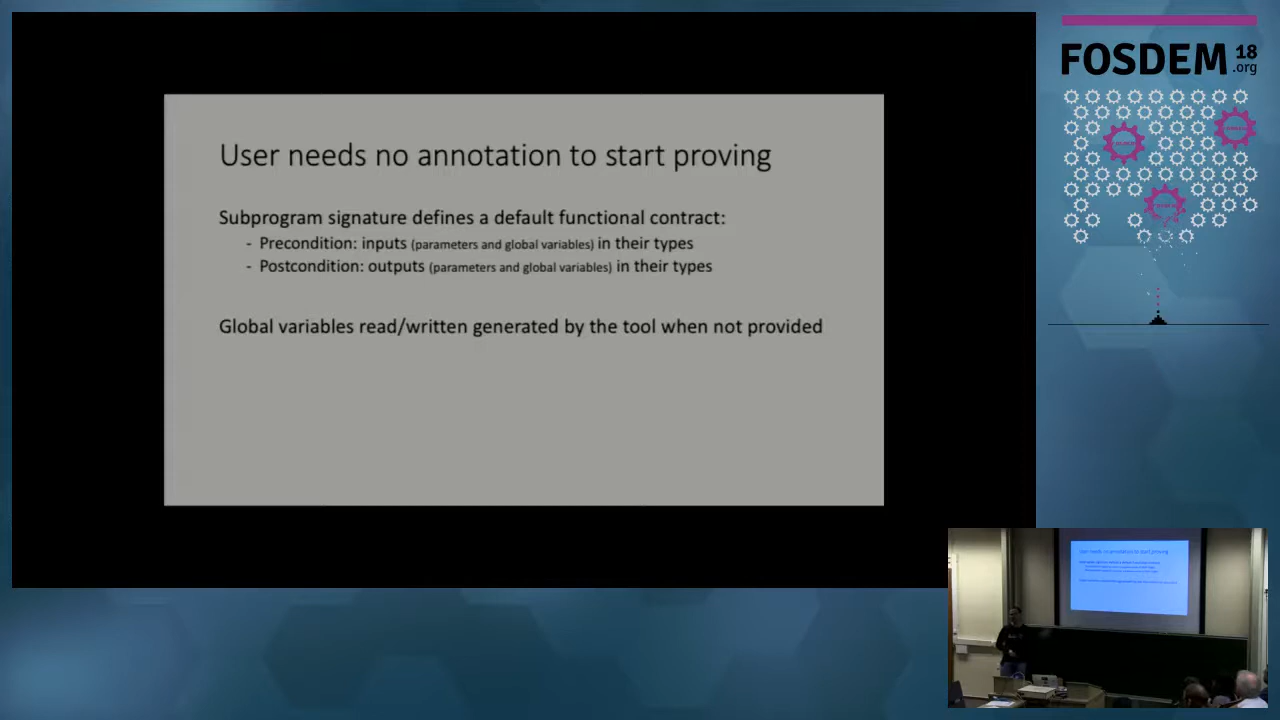 User needs no annotation to start proving
Subprogram signature defines a default functional contract:
- Precondition: inputs (parameters and global variables) in their types
- Postcondition: outputs (parameters and global variables) in their types
Global variables read/written generated by the tool when not provided
FOSDEM 18
.org